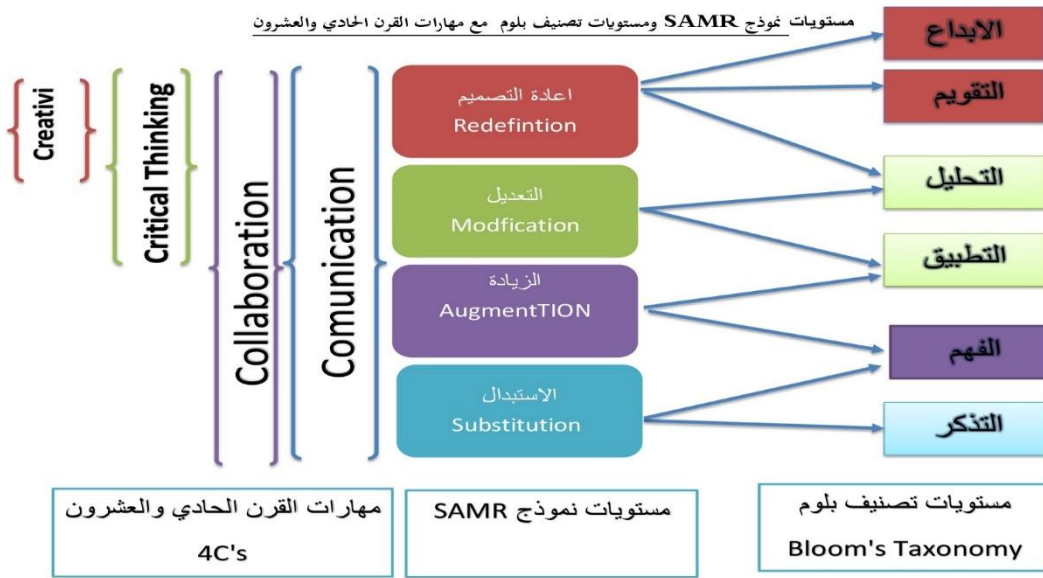 مستويات نموذج SAMR ومستويات تصنيف بلوم مع مهارات القرن الحادي والعشرون
الابداع
التقويم
التحليل
التطبيق
الفهم
التذكر
اعادة التصميم
Redefintion
التعديل
Modfication
الزيادة
AugmentTION
الاستبدال
Substitution
Comunication
Collaboration
Critical Thinking
Creativi
مستويات تصنيف بلوم
Bloom's Taxonomy
مستويات نموذج SAMR
مهارات القرن الحادي والعشرون
4C's